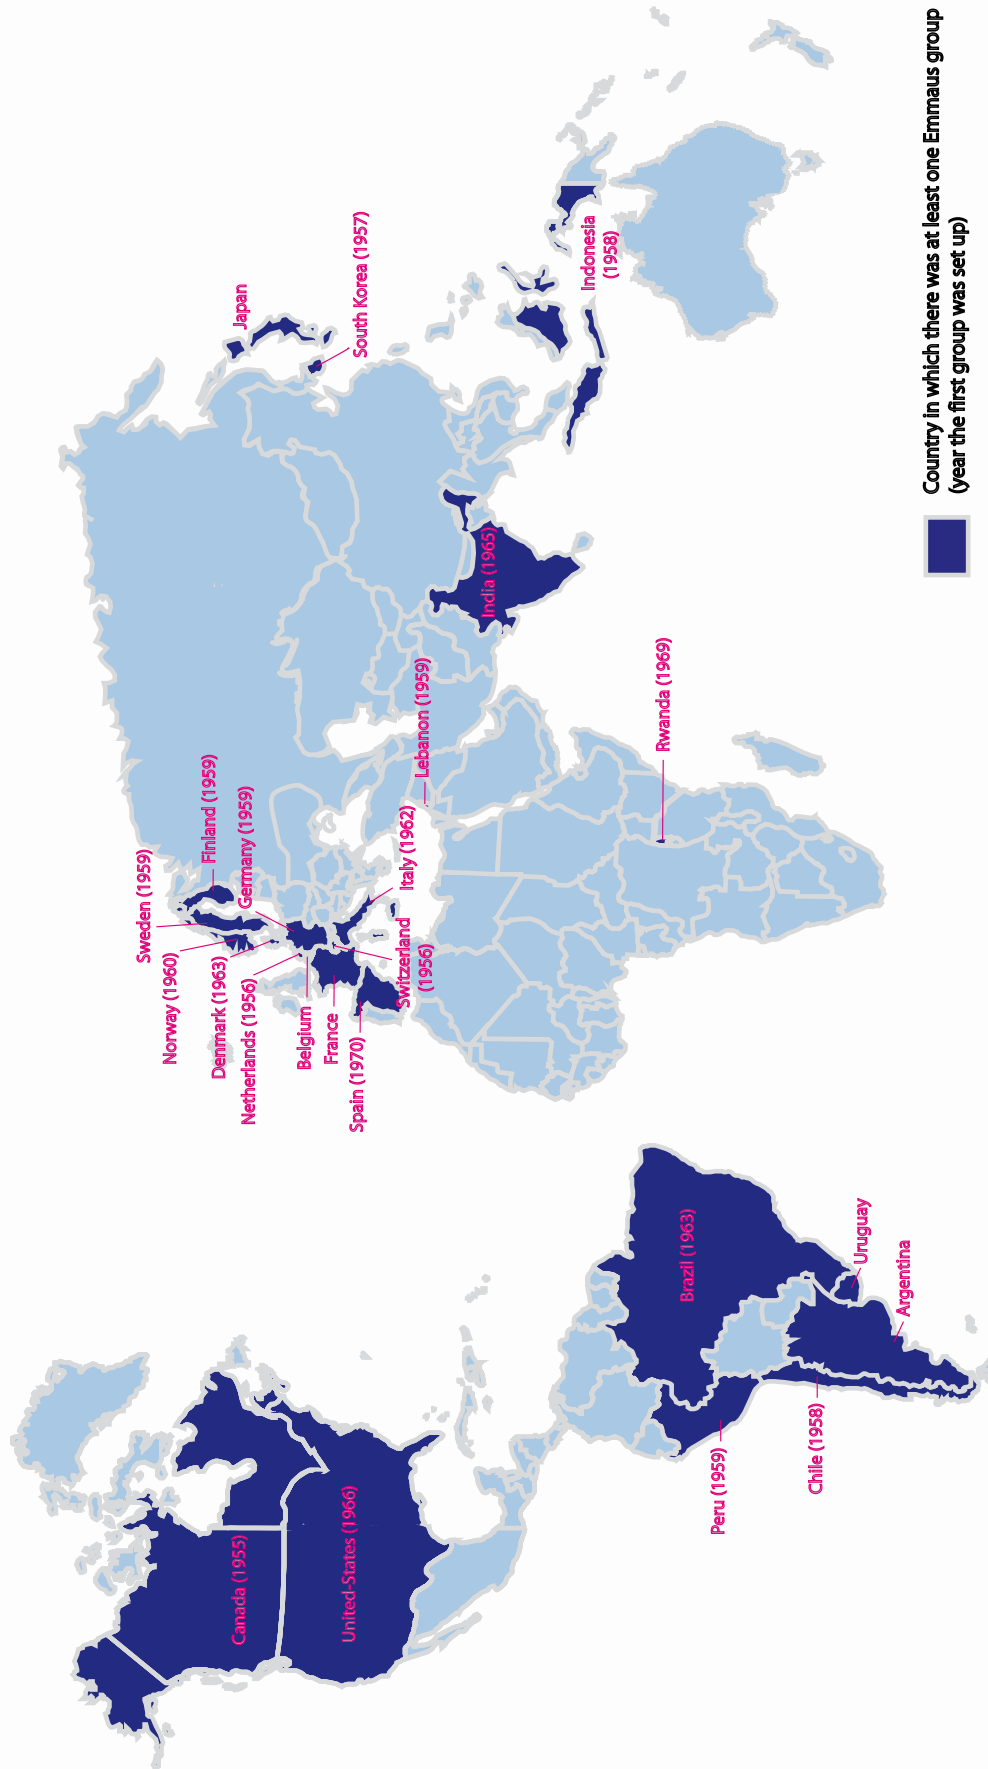 Canada (1955)
United-States (1966)
Peru (1959)
Chile (1958)
Brazil (1963)
Uruguay
Argentina
Norway (1960)
Sweden (1959)
Finland (1959)
Denmark (1963)
Germany (1959)
Netherlands (1956)
Belgium
France
Spain (1970)
Switzerland
(1956)
Italy (1962)
Lebanon (1959)
Rwanda (1969)
India (1965)
Japan
South Korea (1957)
Indonesia
(1958)
Country in which there was at least one Emmaus group
(year the first group was set up)